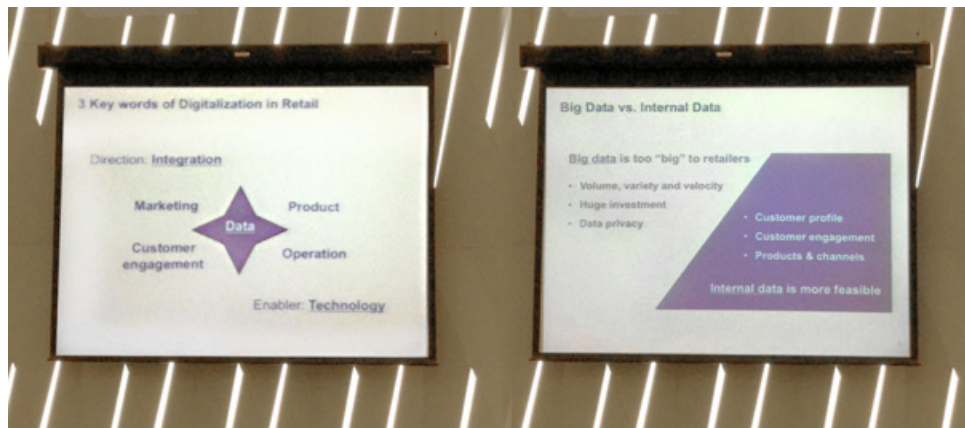 3 Key words of Digitalization in Retail
Direction: Integration
Marketing
Product
Data
Customer
engagement
Operation
Enabler: Technology
Big Data vs. Internal Data
Big data is too “big” to retailers
• Volume, variety and velocity
• Huge investment
• Data privacy
• Customer profile
• Customer engagement
• Products & channels
Internal data is more feasible